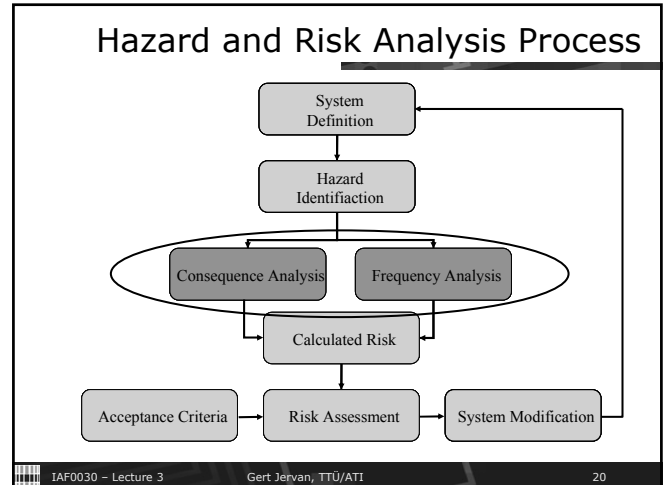 Hazard and Risk Analysis Process
System
Definition
Hazard
Identifiaction
Consequence Analysis
Frequency Analysis
Calculated Risk
Acceptance Criteria
Risk Assessment
System Modification
IAF0030 – Lecture 3
Gert Jervan, TTÜ/ATI
20